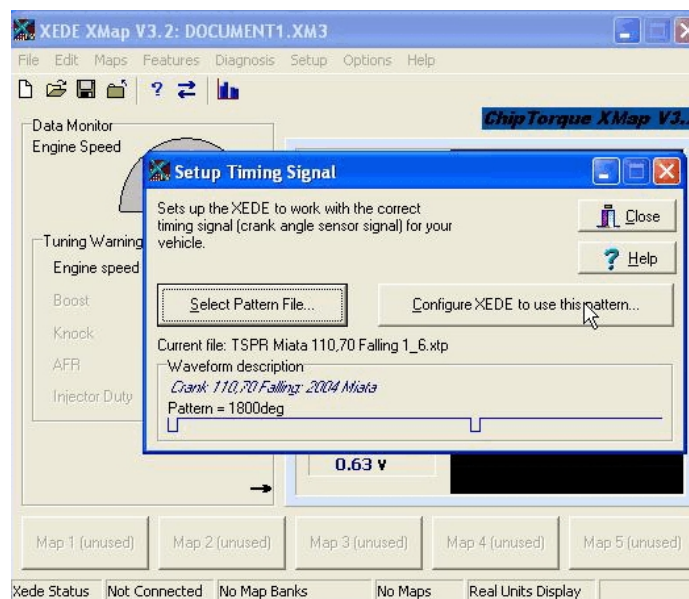 XEDE XMap V3.2: DOCUMENT1.XM3
File Edit Maps Features Diagnosis Setup Options Help
ChipTorque XMap V3.
Data Monitor
Engine Speed
Setup Timing Signal
Sets up the XEDE to work with the correct
timing signal (crank angle sensor signal) for your
vehicle.
Close
Help
Tuning Warning
Engine speed
Boost
Knock
AFR
Injector Duty
Select Pattern File...
Configure XEDE to use this pattern...
Current file: TSPR Miata 110,70 Falling 1_6.xtp
Waveform description
Crank 110,70 Falling: 2004 Miata
Pattern = 1800deg
0.63 V
Map 1 (unused)
Map 2 (unused)
Map 3 (unused)
Map 4 (unused)
Map 5 (unused)
Xede Status Not Connected No Map Banks No Maps Real Units Display